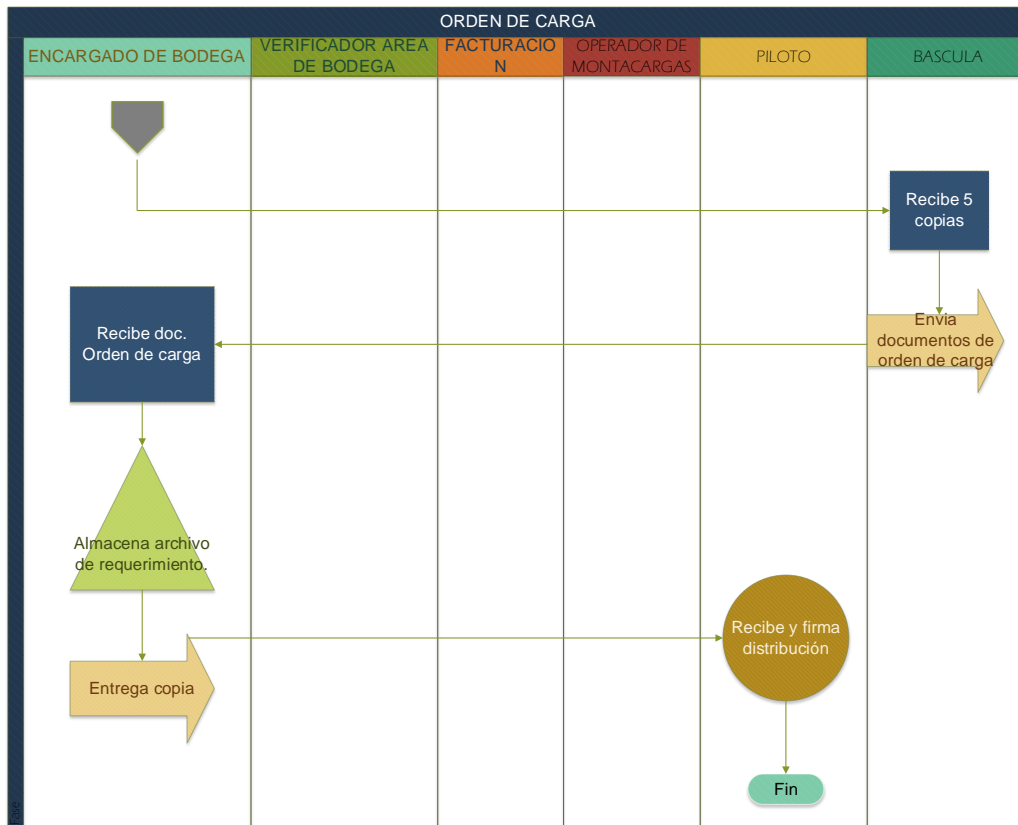 ORDEN DE CARGA
ENCARGADO DE BODEGA
VERIFICADOR AREA
DE BODEGA
FACTURACIO
N
OPERADOR DE
MONTACARGAS
PILOTO
BASCULA
Recibe 5
copias
Envía
documentos de
orden de carga
Recibe doc.
Orden de carga
Almacena archivo
de requerimiento.
Recibe y firma
distribución
Entrega copia
Fin
Fase